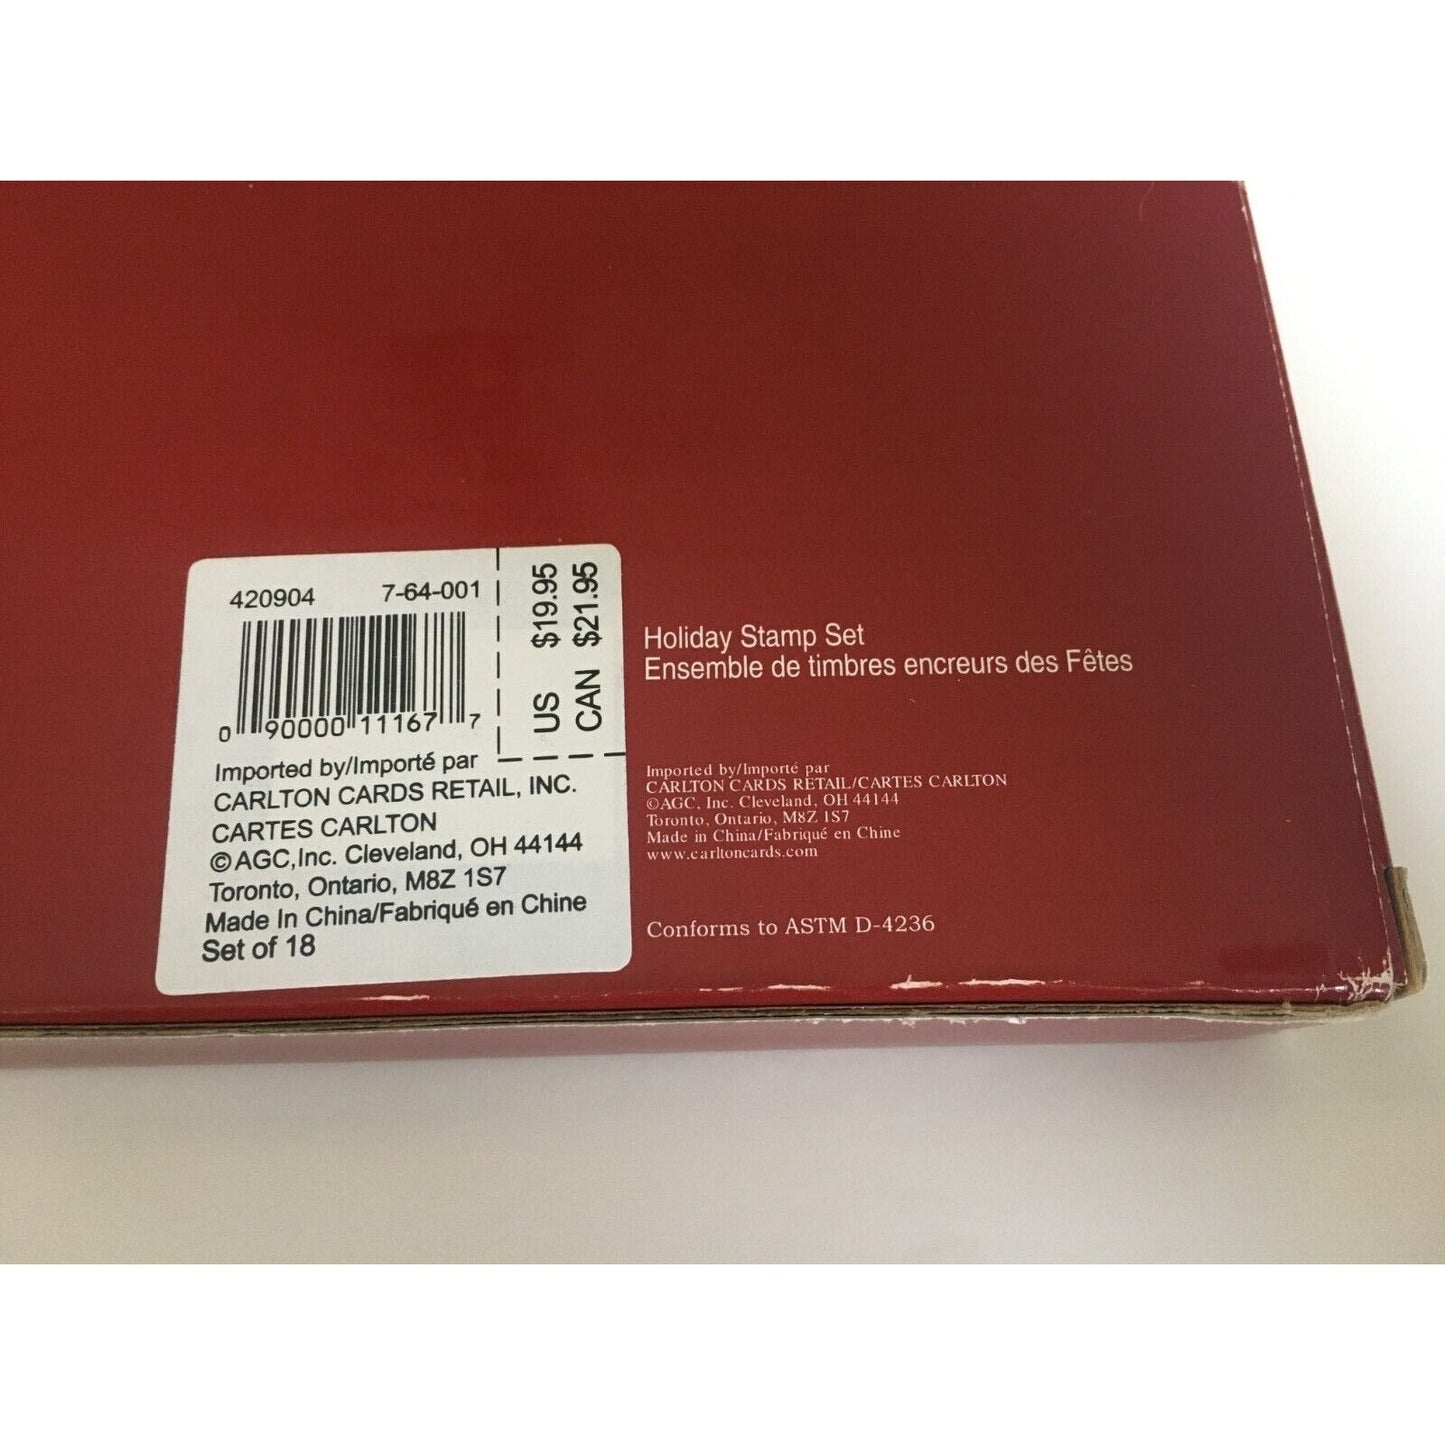 420904 7-64-001
0 90000 11167 7
US $19.95
CAN $21.95
Imported by/Importé par
CARLTON CARDS RETAIL, INC.
CARTES CARLTON
©AGC,Inc. Cleveland, OH 44144
Toronto, Ontario, M8Z 1S7
Made In China/Fabriqué en Chine
Set of 18
Holiday Stamp Set
Ensemble de timbres encreurs des Fêtes
Imported by/Importé par
CARLTON CARDS RETAIL/CARTES CARLTON
©AGC, Inc. Cleveland, OH 44144
Toronto, Ontario, M8Z 1S7
Made in China/Fabriqué en Chine
www.carltoncards.com
Conforms to ASTM D-4236